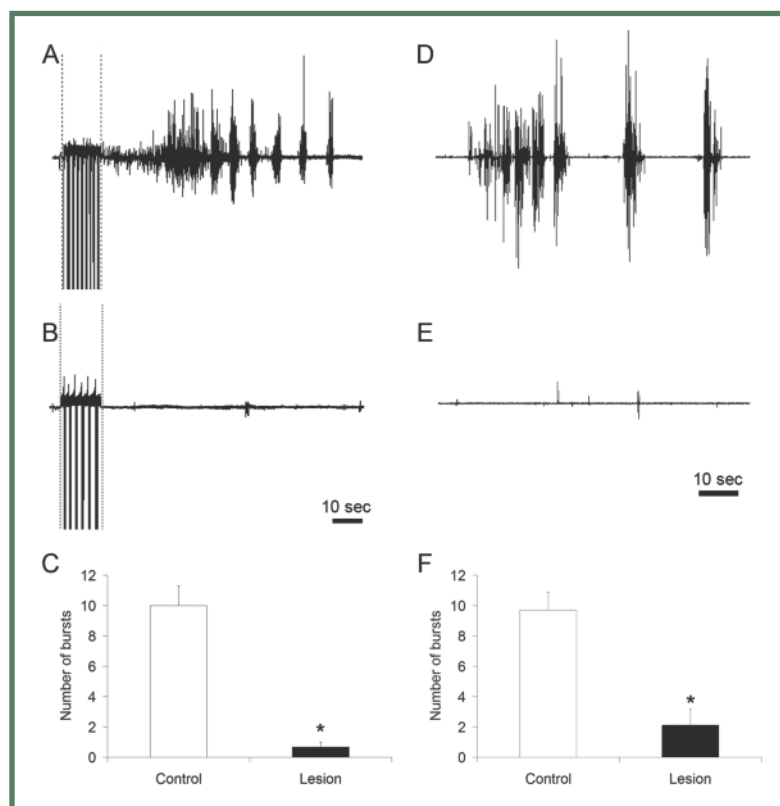 A
D
B
E
10 sec
10 sec
C
F
Number of bursts
12
10
8
6
4
2
0
*
Control
Lesion
Number of bursts
12
10
8
6
4
2
0
*
Control
Lesion